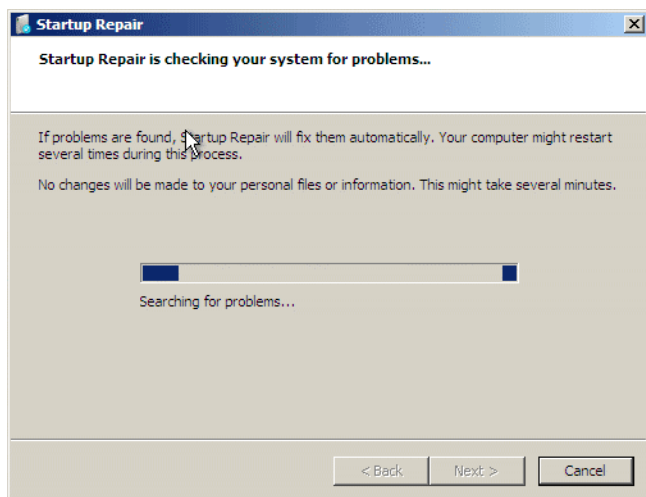 Startup Repair
Startup Repair is checking your system for problems...
If problems are found, Startup Repair will fix them automatically. Your computer might restart
several times during this process.
No changes will be made to your personal files or information. This might take several minutes.
Searching for problems...
< Back
Next >
Cancel